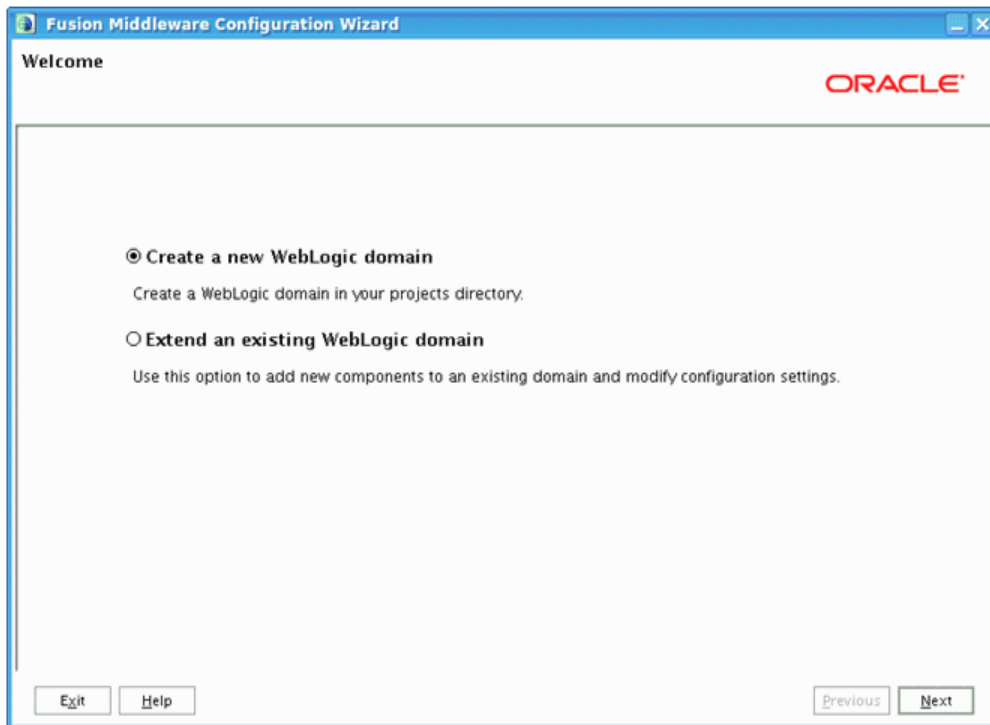 Fusion Middleware Configuration Wizard
Welcome
ORACLE
Create a new WebLogic domain
Create a WebLogic domain in your projects directory.
Extend an existing WebLogic domain
Use this option to add new components to an existing domain and modify configuration settings.
Exit
Help
Previous
Next